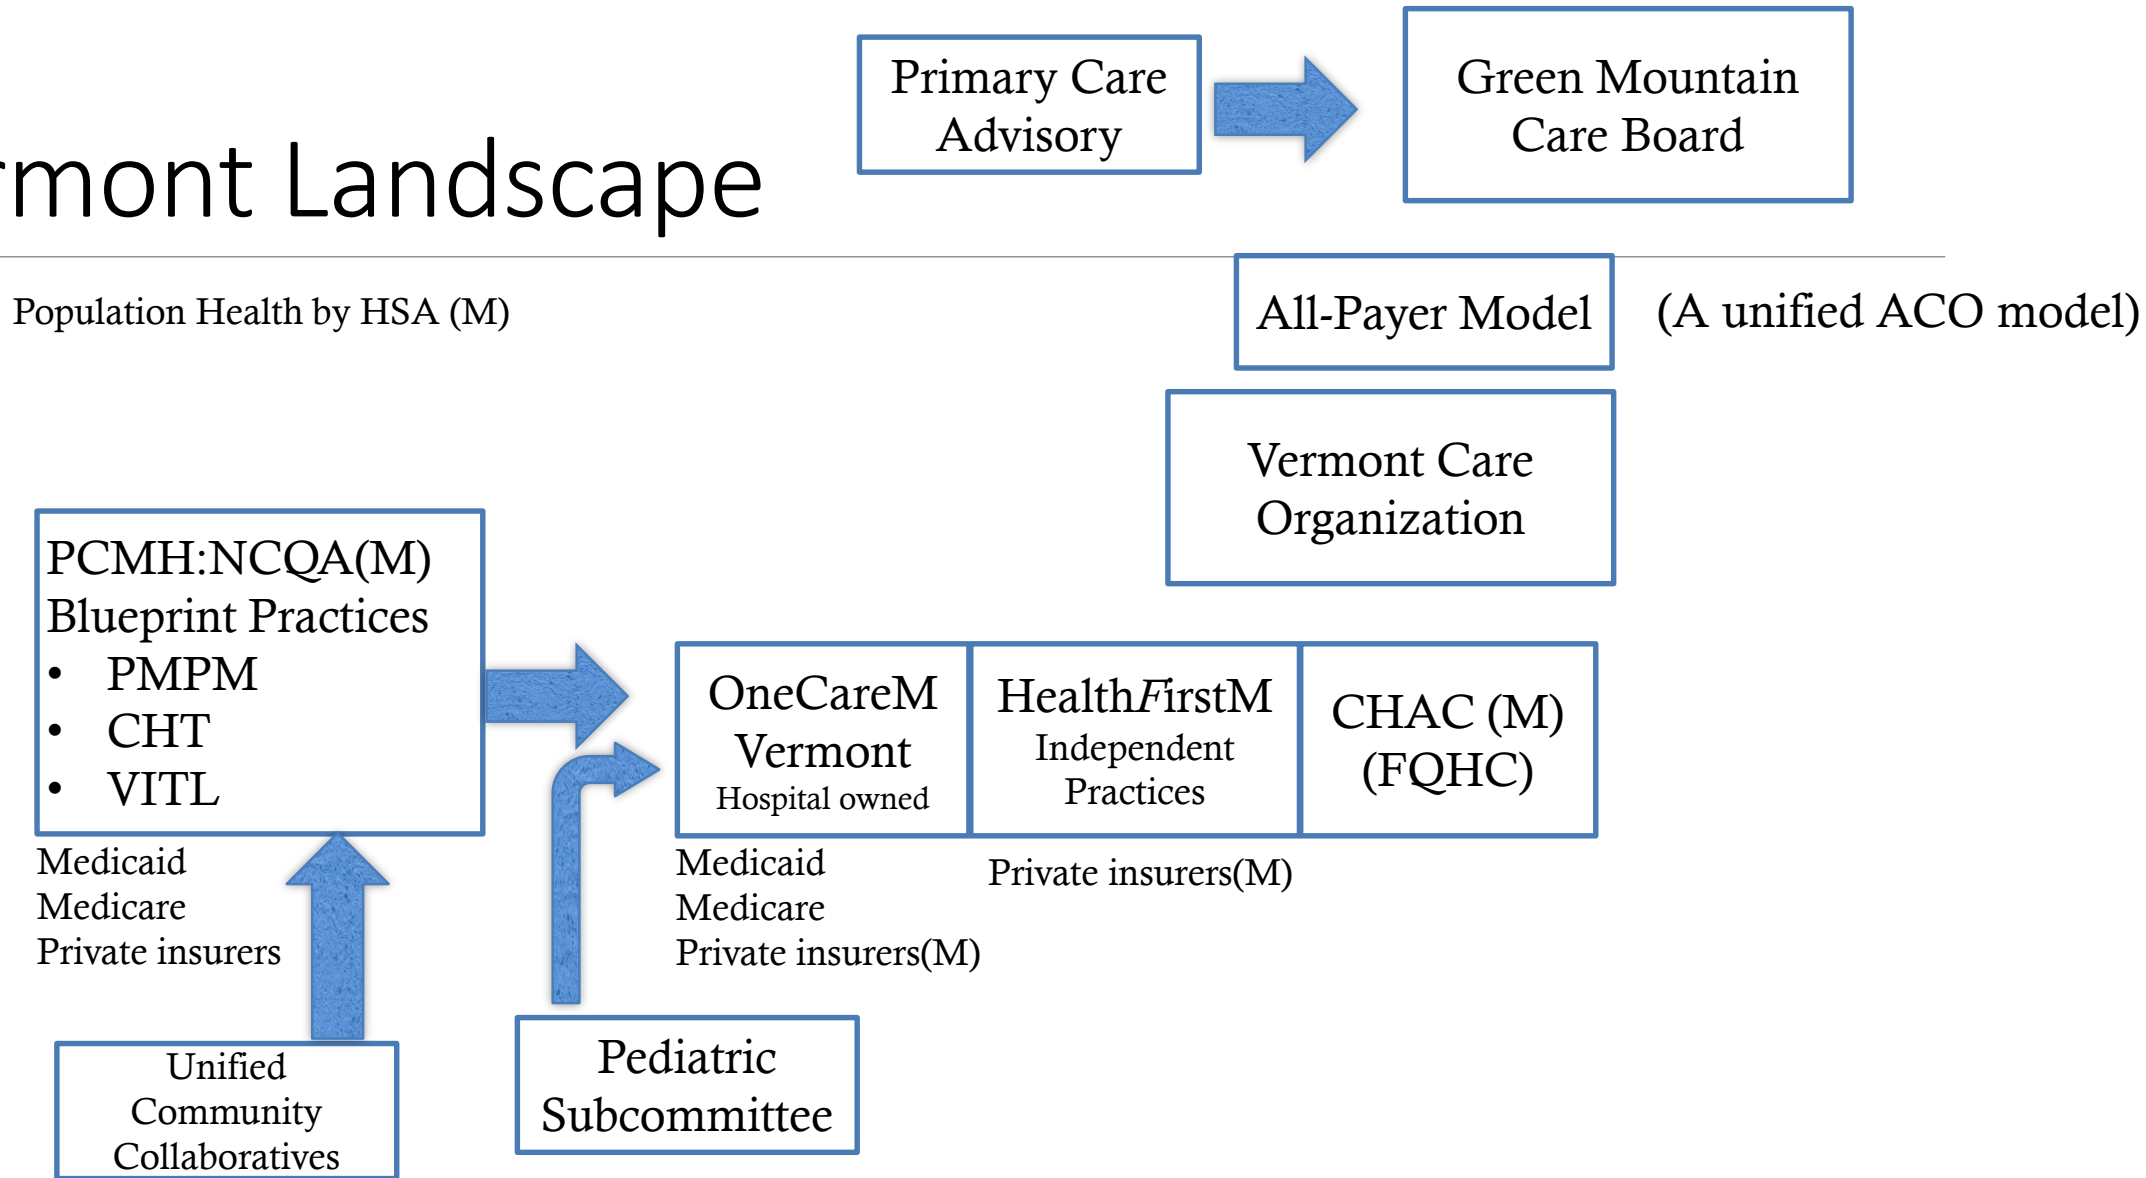 Primary Care
Advisory
Green Mountain
Care Board
rmont Landscape
Population Health by HSA (M)
All-Payer Model
(A unified ACO model)
Vermont Care
Organization
PCMH:NCQA(M)
Blueprint Practices
• PMPM
• CHT
• VITL
Medicaid
Medicare
Private insurers
OneCareM
Vermont
Hospital owned
HealthFirstM
Independent
Practices
CHAC (M)
(FQHC)
Medicaid
Medicare
Private insurers(M)
Private insurers(M)
Unified
Community
Collaboratives
Pediatric
Subcommittee